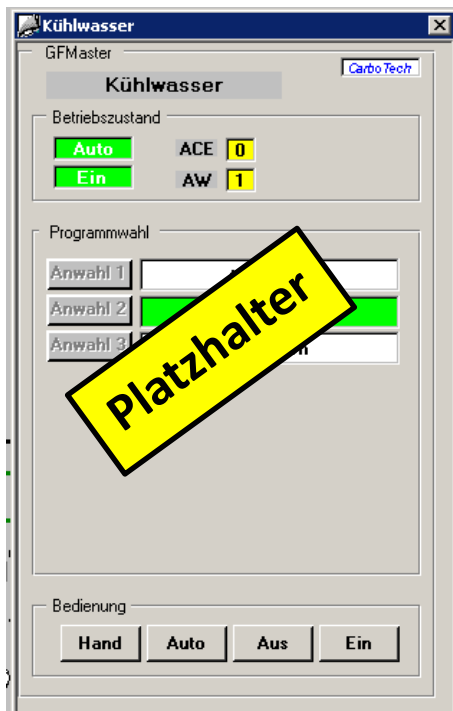 Kühlwasser
GFMaster
CarboTech
Kühlwasser
Betriebszustand
Auto ACE 0
Ein AW 1
Programmwahl
Anwahl 1
Anwahl 2
Anwahl 3
Platzhalter
Bedienung
Hand Auto Aus Ein